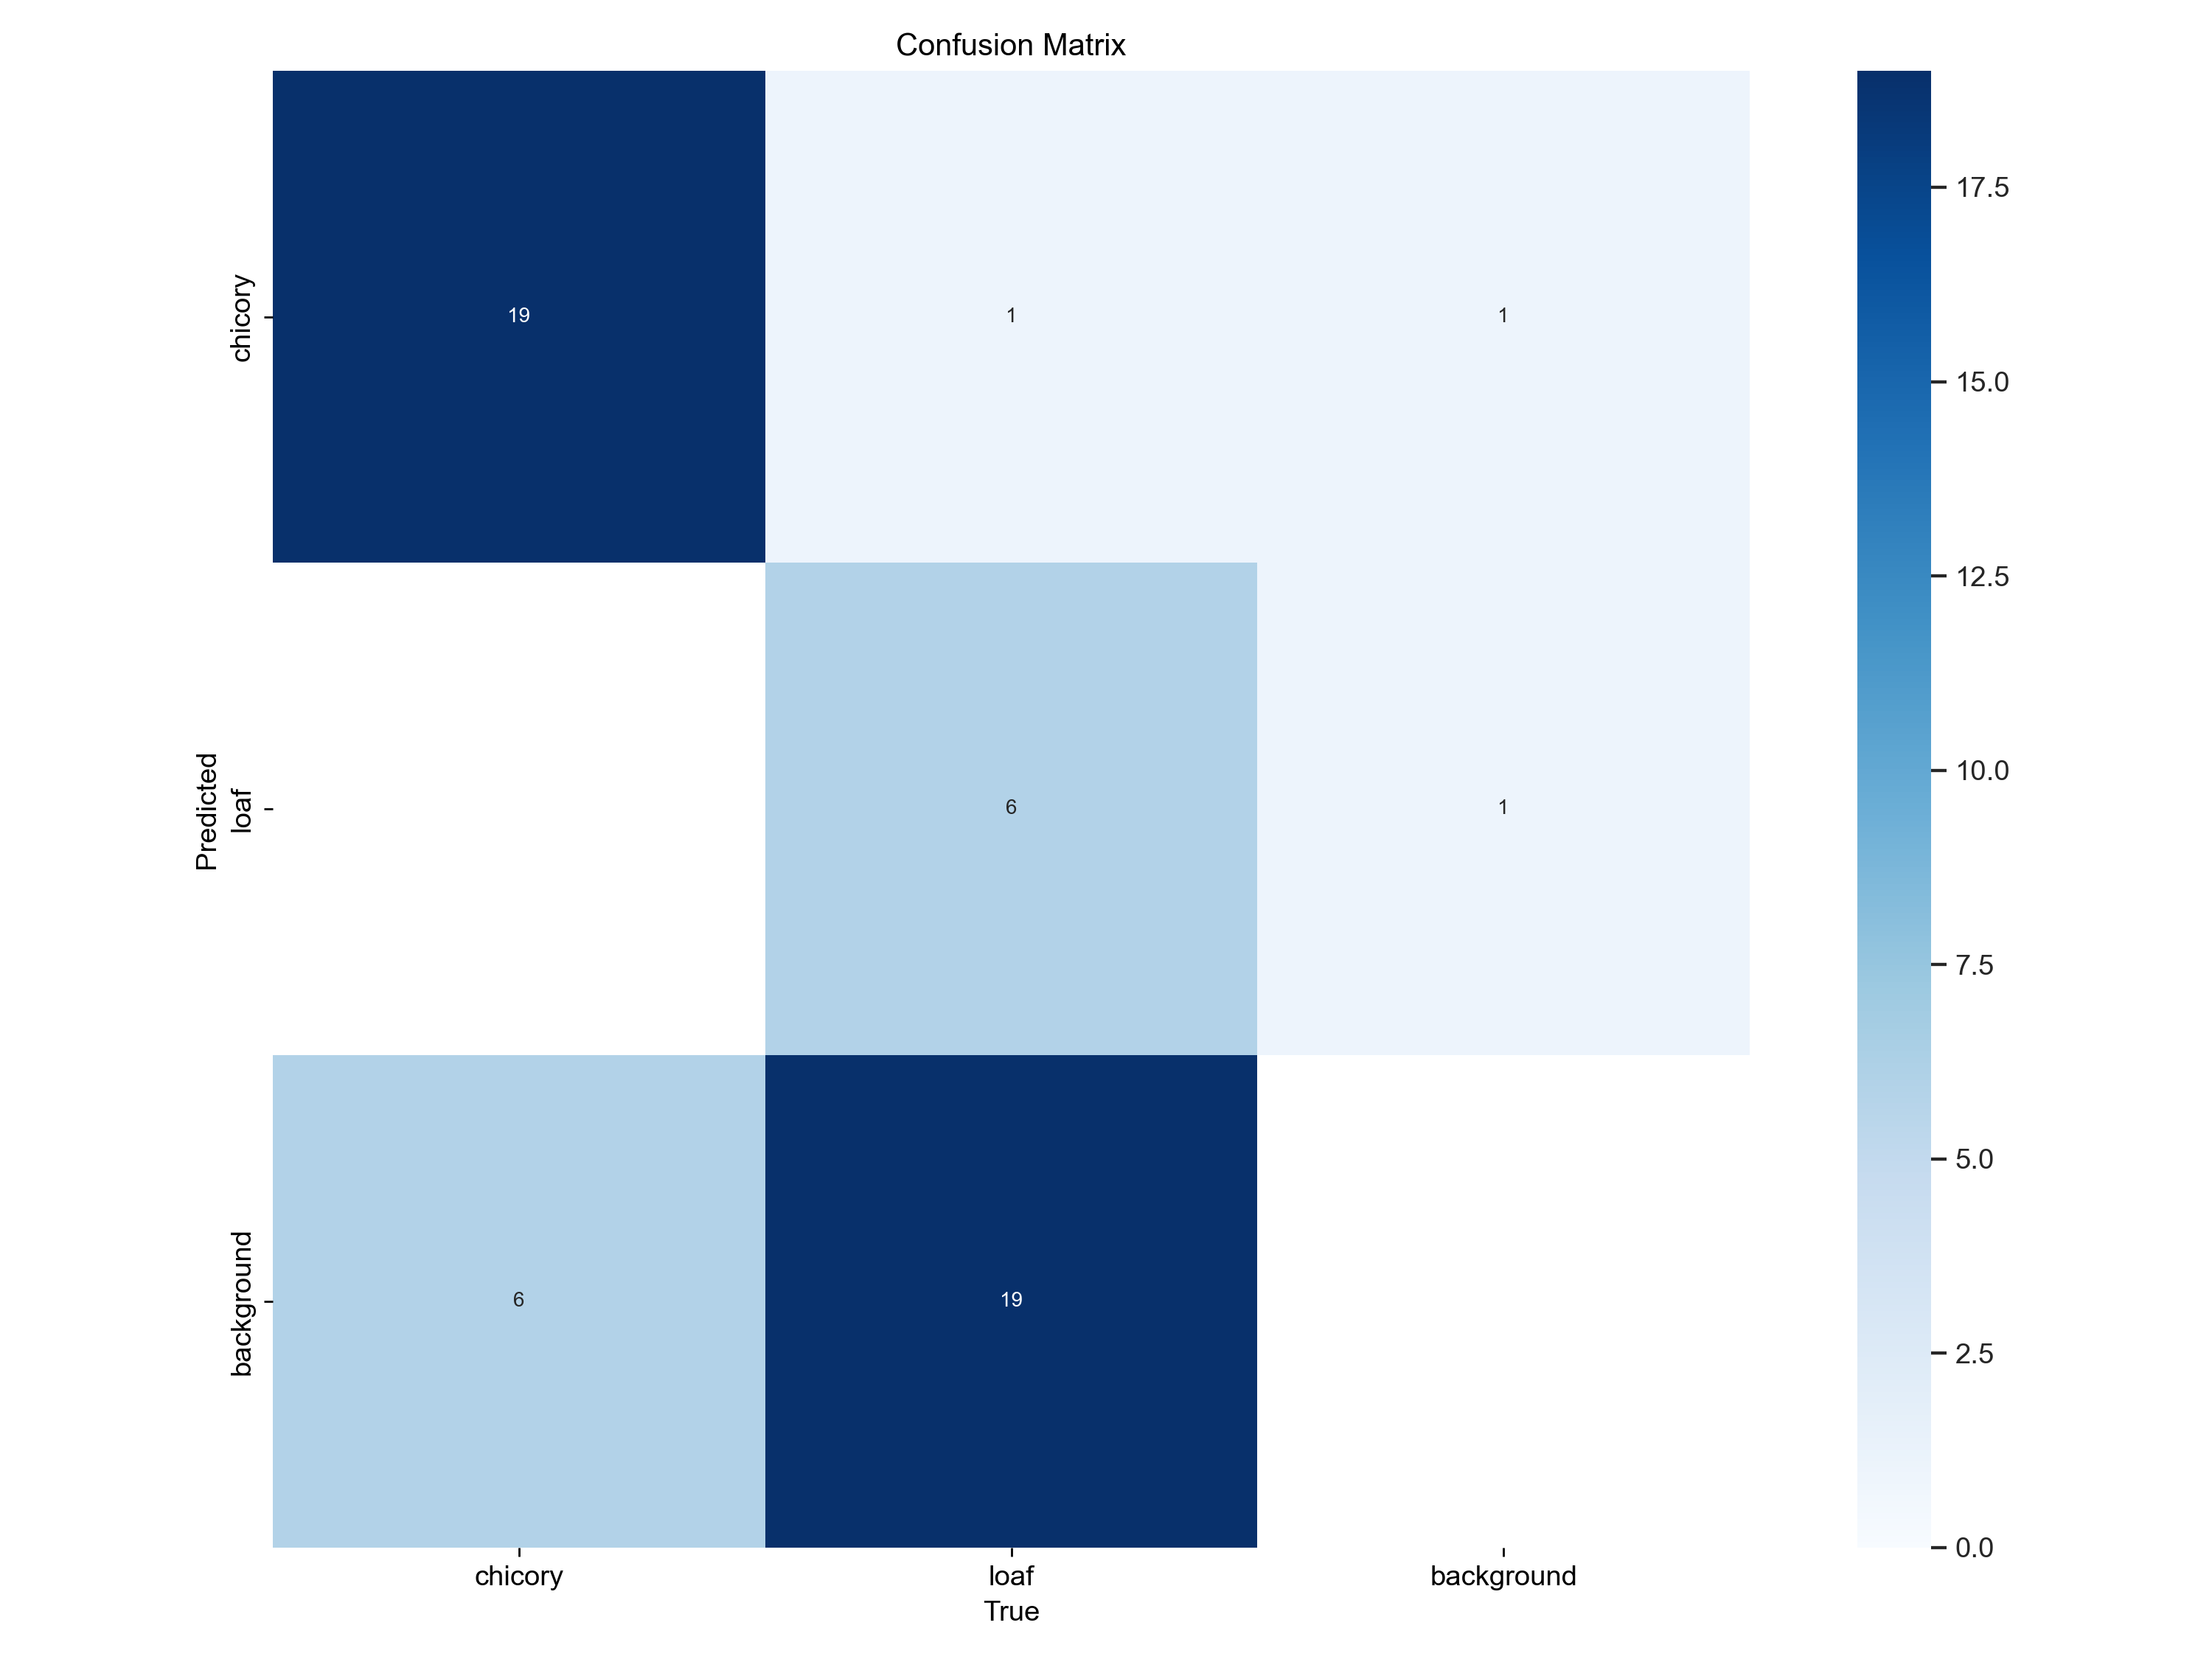 Confusion Matrix
chicory
19
1
1
Predicted
loaf
6
1
background
6
19
chicory
loaf
background
True
17.5
15.0
12.5
10.0
7.5
5.0
2.5
0.0